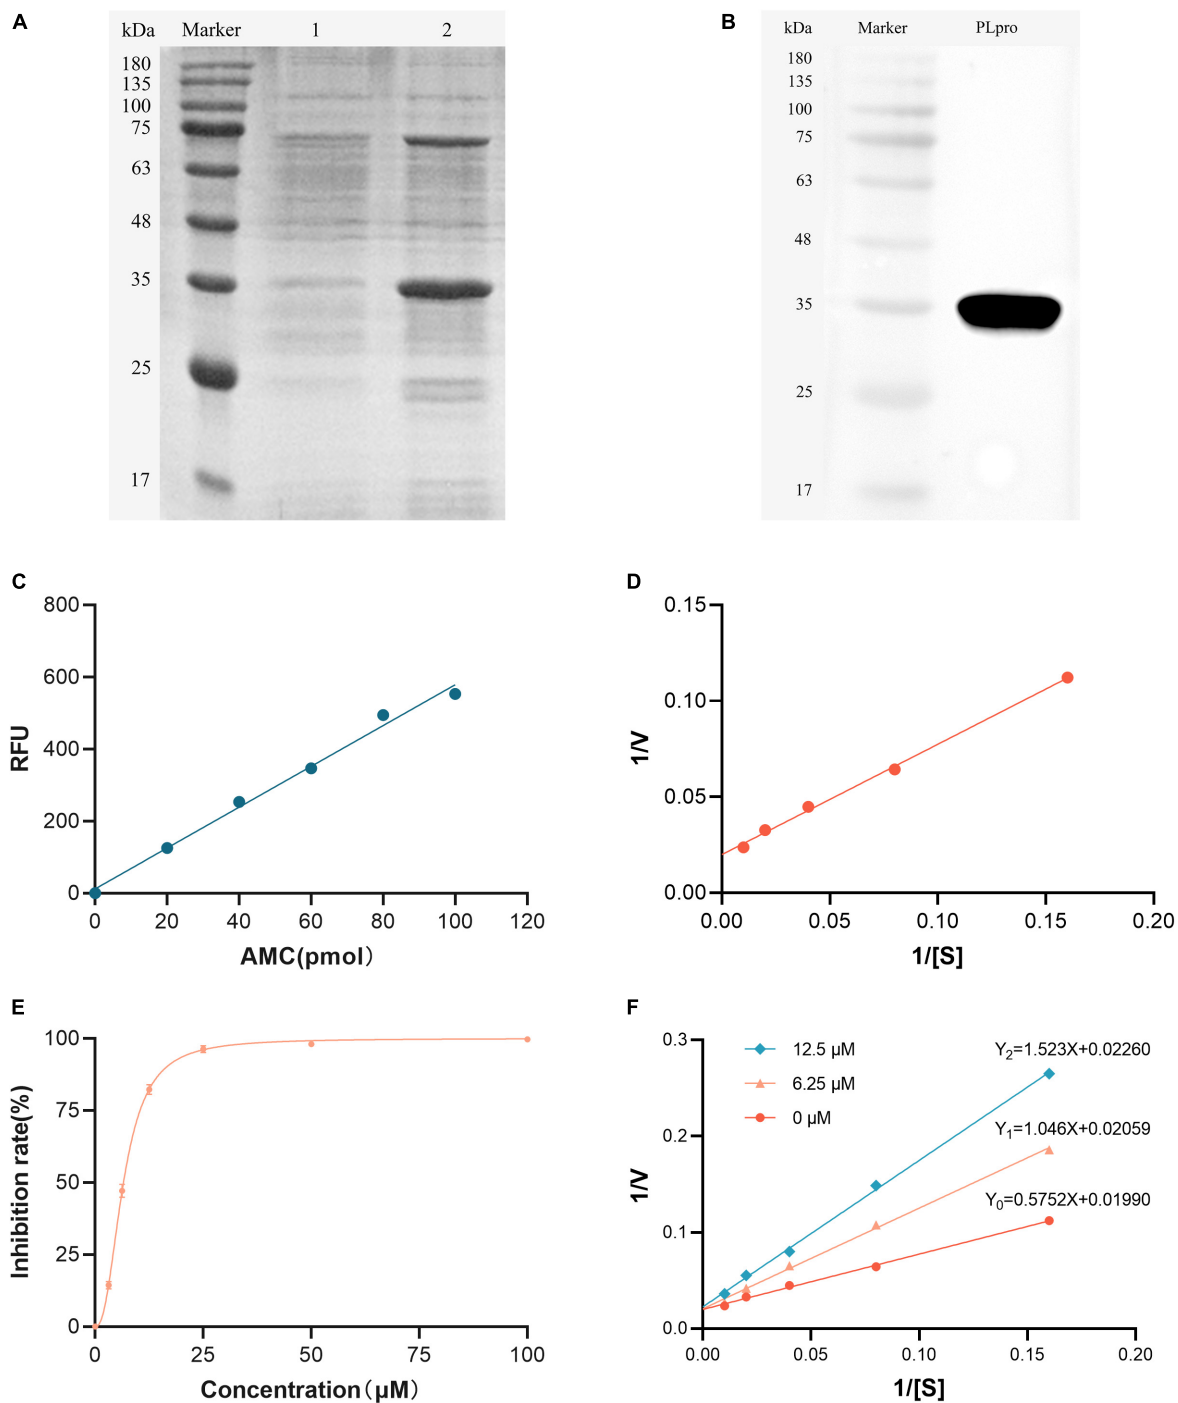 A
kDa Marker 1 2
180
135
100
75
63
48
35
25
17
B
kDa Marker PLpro
180
135
100
75
63
48
35
25
17
C
800
600
400
200
0
0 20 40 60 80 100 120
RFU
AMC(pmol)
D
0.15
0.10
0.05
0.00
0.00 0.05 0.10 0.15 0.20
1/V
1/[S]
E
100
75
50
25
0
0 25 50 75 100
Inhibition rate(%)
Concentration(μM)
F
0.3
0.2
0.1
0.0
0.00 0.05 0.10 0.15 0.20
1/V
1/[S]
12.5 μM
6.25 μM
0 μM
Y₂=1.523X+0.02260
Y₁=1.046X+0.02059
Y₀=0.5752X+0.01990